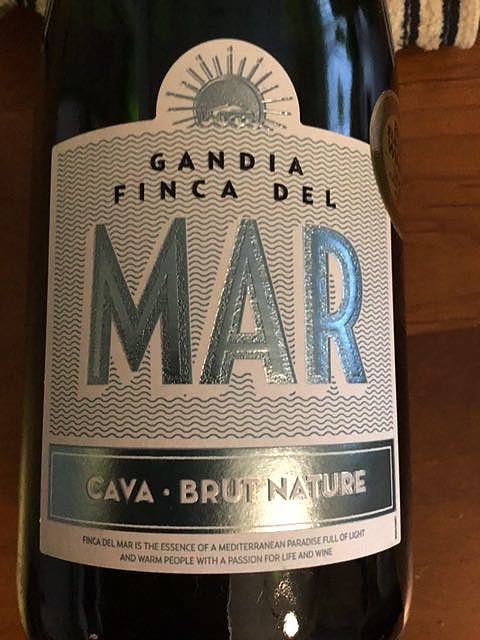 GANDIA
FINCA DEL
MAR
CAVA · BRUT NATURE
FINCA DEL MAR IS THE ESSENCE OF A MEDITERRANEAN PARADISE FULL OF LIGHT
AND WARM PEOPLE WITH A PASSION FOR LIFE AND WINE